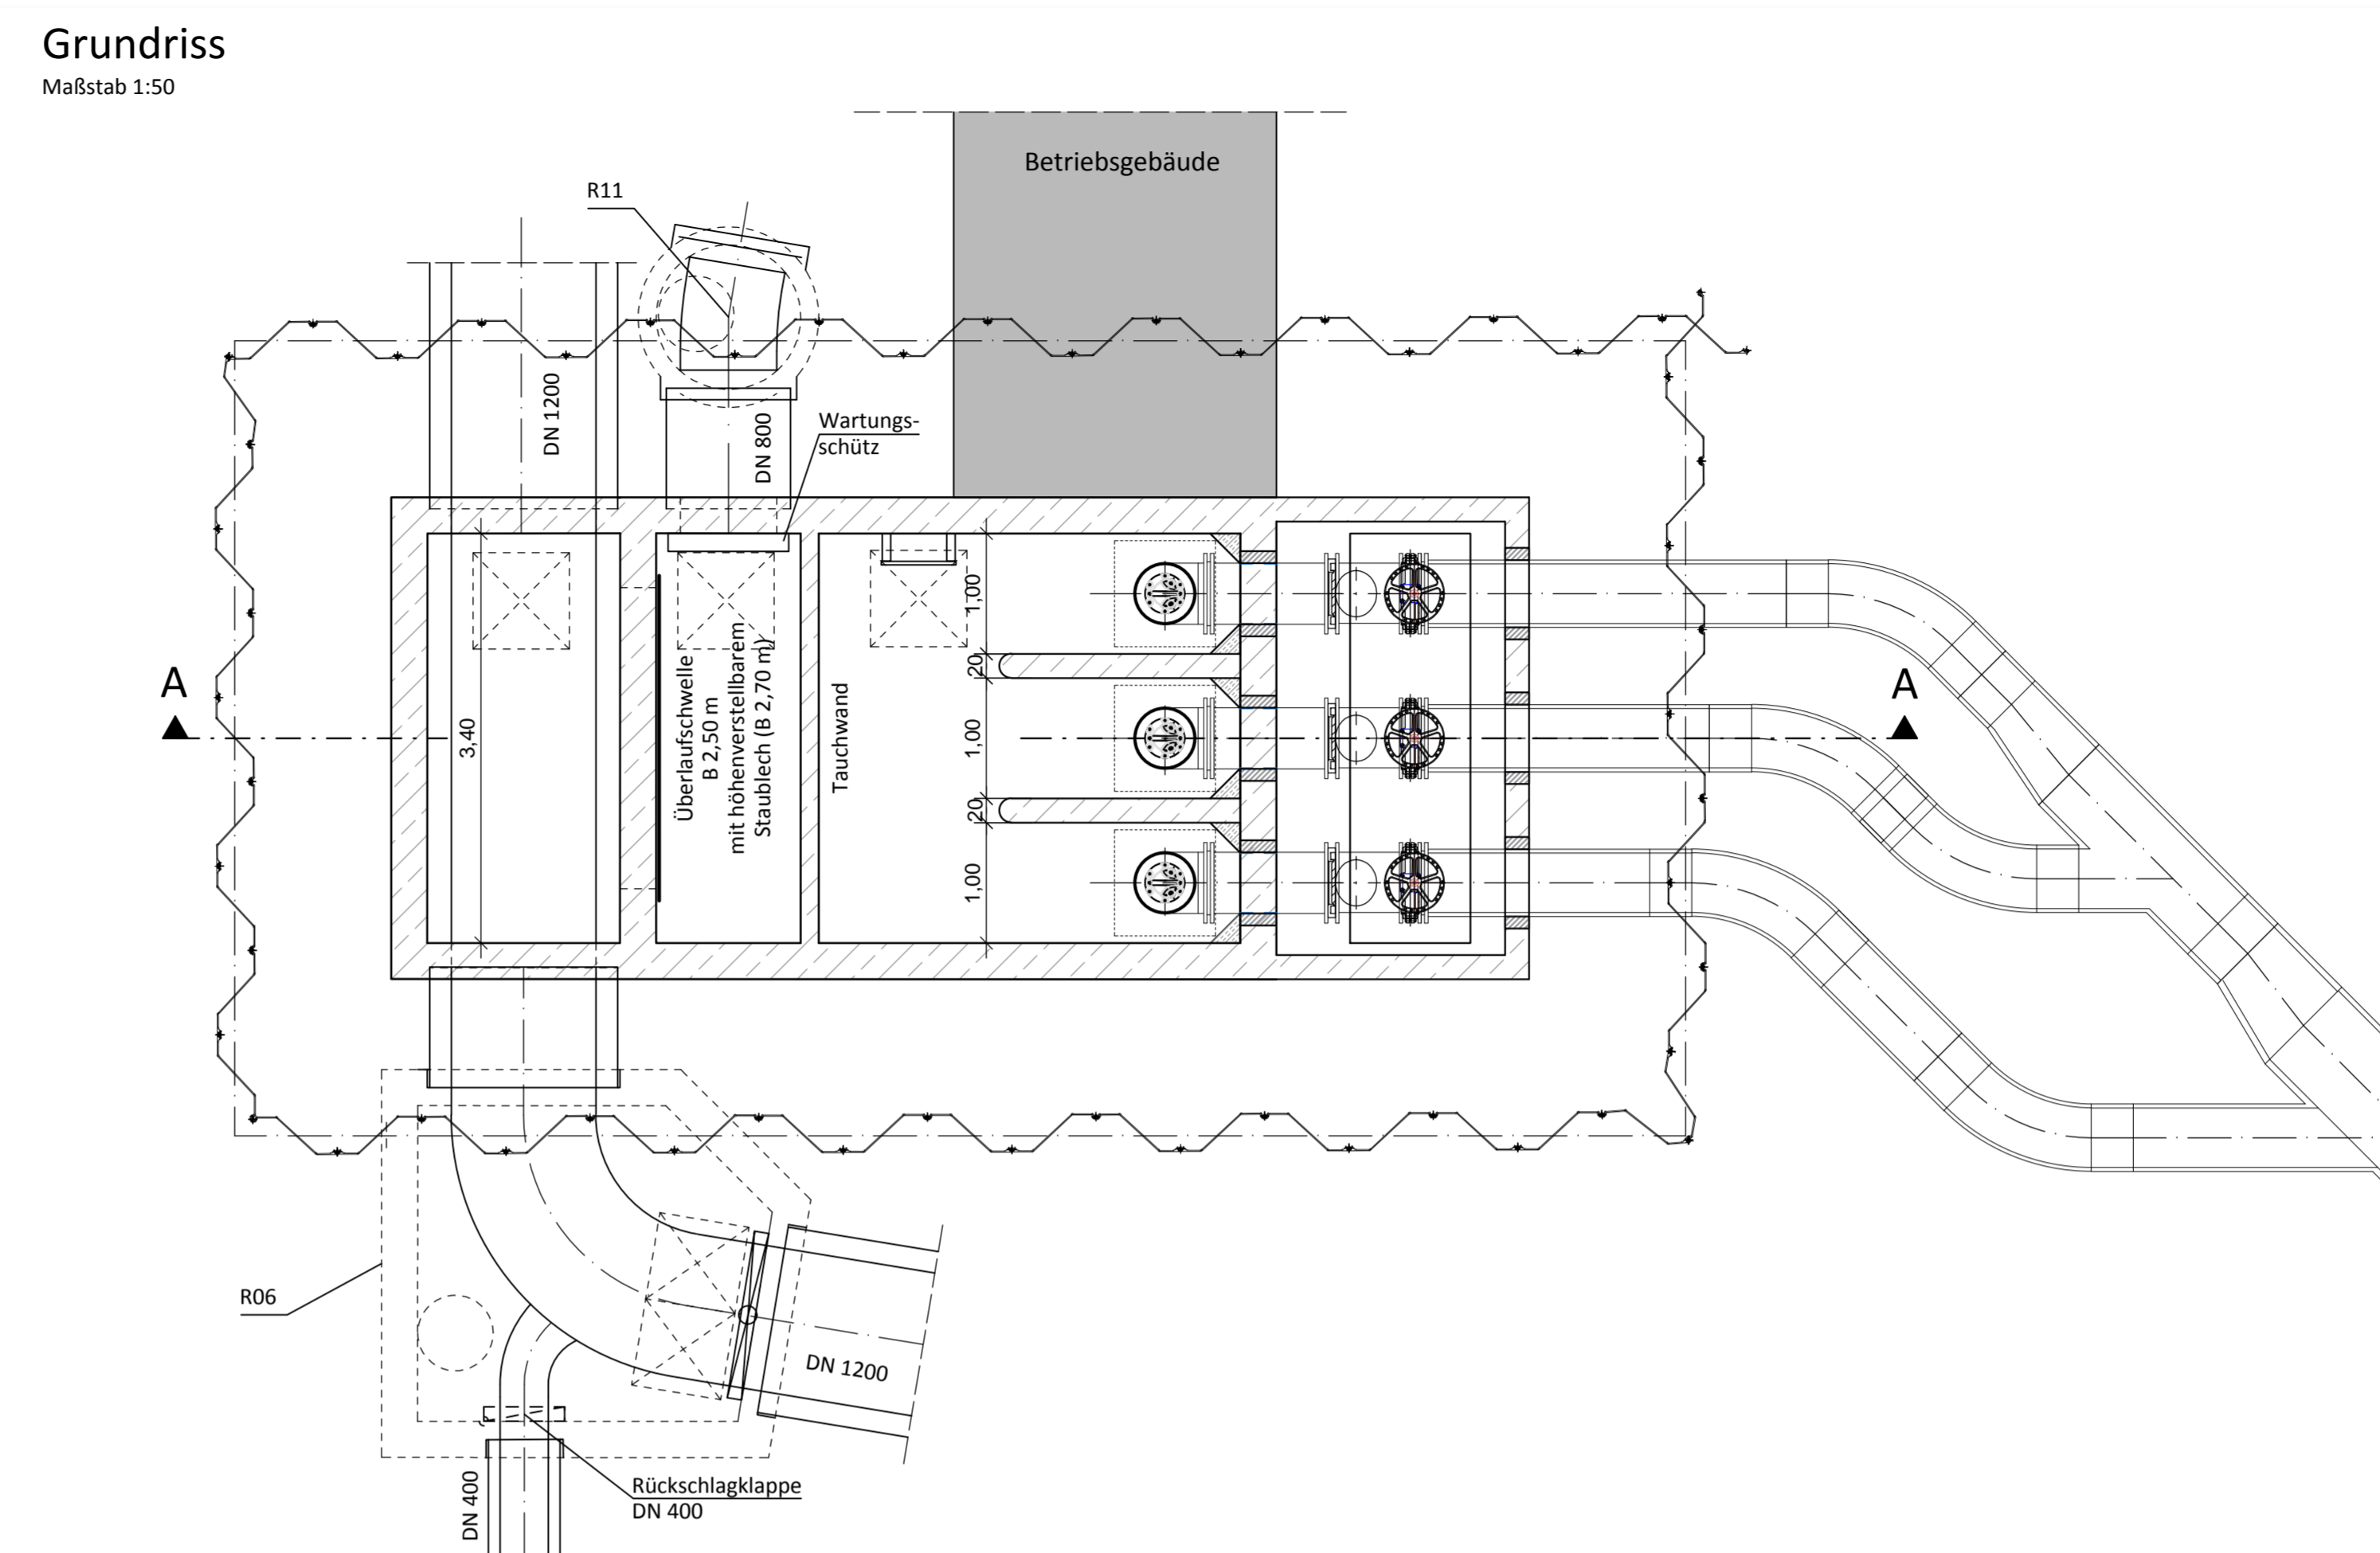 Grundriss
Maßstab 1:50
Betriebsgebäude
R11
DN 1200
DN 800
Wartungs-
schütz
A
A
3,40
Überlaufschwelle
B 2,50 m
mit höhenverstellbarem
Staublech (B 2,70 m)
Tauchwand
1,00
20
1,00
20
1,00
R06
DN 1200
DN 400
Rückschlagklappe
DN 400